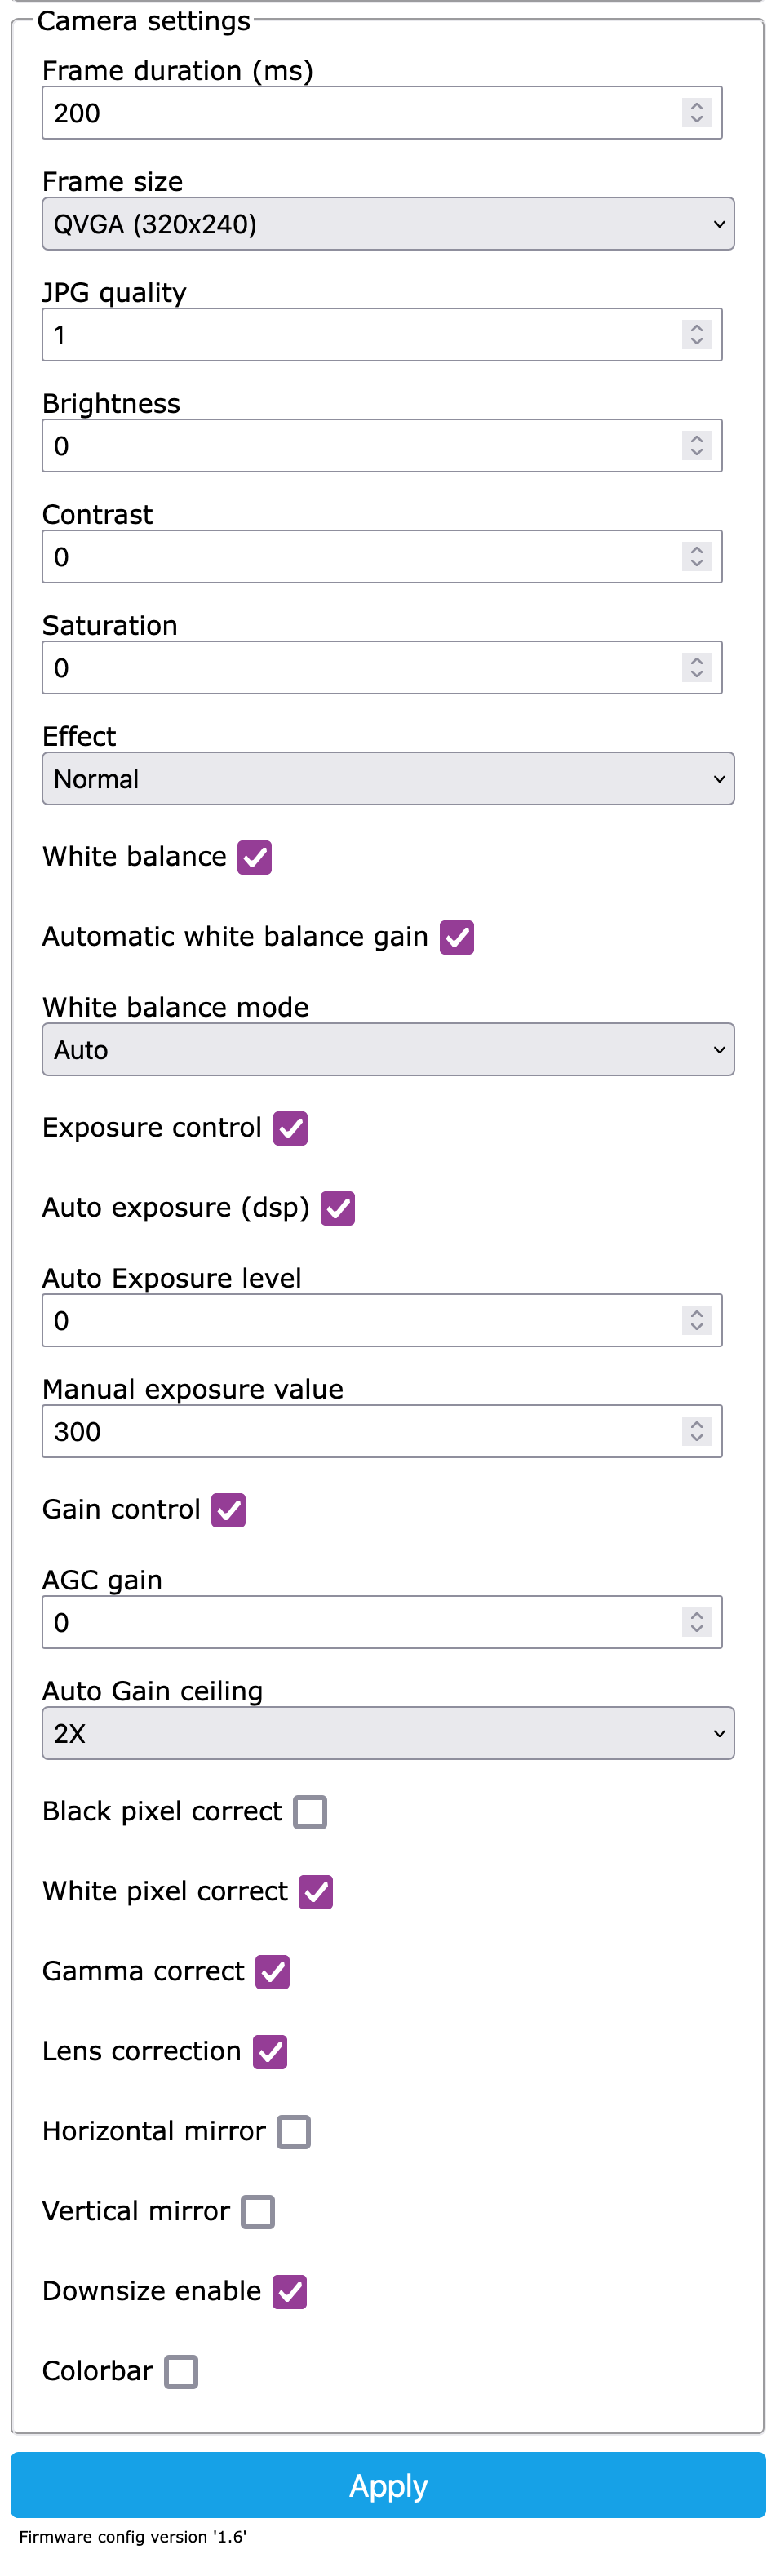 Camera settings
Frame duration (ms)
200
Frame size
QVGA (320x240)
JPG quality
1
Brightness
0
Contrast
0
Saturation
0
Effect
Normal
White balance
Automatic white balance gain
White balance mode
Auto
Exposure control
Auto exposure (dsp)
Auto Exposure level
0
Manual exposure value
300
Gain control
AGC gain
0
Auto Gain ceiling
2X
Black pixel correct
White pixel correct
Gamma correct
Lens correction
Horizontal mirror
Vertical mirror
Downsize enable
Colorbar
Apply
Firmware config version '1.6'